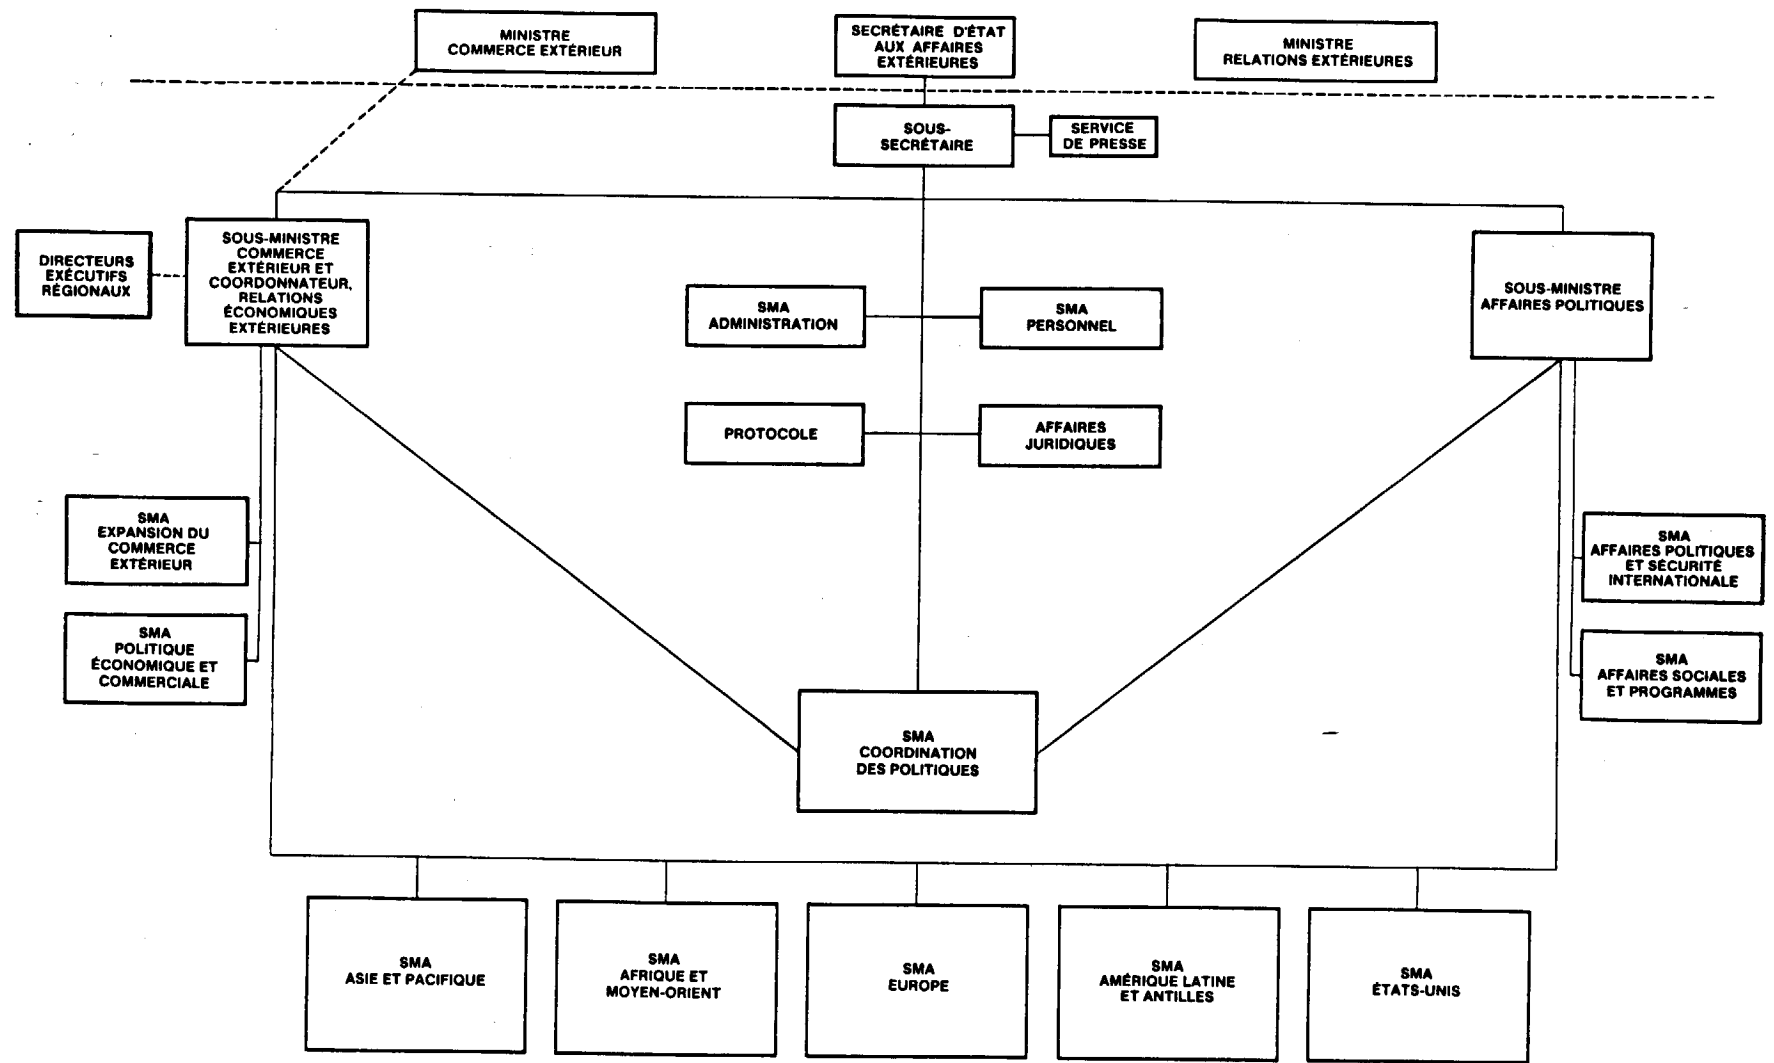 MINISTRE
COMMERCE EXTÉRIEUR
SECRÉTAIRE D'ÉTAT
AUX AFFAIRES
EXTÉRIEURES
MINISTRE
RELATIONS EXTÉRIEURES
SOUS-
SECRÉTAIRE
SERVICE
DE PRESSE
DIRECTEURS
EXÉCUTIFS
RÉGIONAUX
SOUS-MINISTRE
COMMERCE
EXTÉRIEUR ET
COORDONNATEUR,
RELATIONS
ÉCONOMIQUES
EXTÉRIEURES
SOUS-MINISTRE
AFFAIRES POLITIQUES
SMA
ADMINISTRATION
SMA
PERSONNEL
PROTOCOLE
AFFAIRES
JURIDIQUES
SMA
EXPANSION DU
COMMERCE
EXTÉRIEUR
SMA
AFFAIRES POLITIQUES
ET SÉCURITÉ
INTERNATIONALE
SMA
POLITIQUE
ÉCONOMIQUE ET
COMMERCIALE
SMA
AFFAIRES SOCIALES
ET PROGRAMMES
SMA
COORDINATION
DES POLITIQUES
SMA
ASIE ET PACIFIQUE
SMA
AFRIQUE ET
MOYEN-ORIENT
SMA
EUROPE
SMA
AMÉRIQUE LATINE
ET ANTILLES
SMA
ÉTATS-UNIS